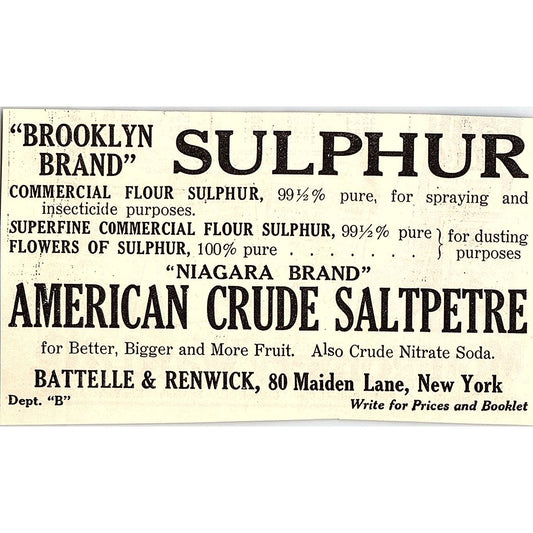 "BROOKLYN BRAND" SULPHUR
COMMERCIAL FLOUR SULPHUR, 99½% pure, for spraying and
insecticide purposes.
SUPERFINE COMMERCIAL FLOUR SULPHUR, 99½% pure } for dusting
FLOWERS OF SULPHUR, 100% pure . . . . . . . } purposes
"NIAGARA BRAND"
AMERICAN CRUDE SALTPETRE
for Better, Bigger and More Fruit. Also Crude Nitrate Soda.
BATTELLE & RENWICK, 80 Maiden Lane, New York
Dept. "B" Write for Prices and Booklet